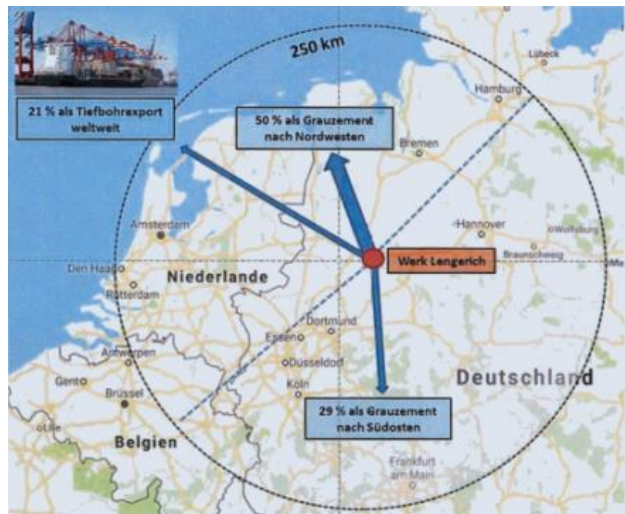 250 km
21 % als Tiefbohrexport
weltweit
50 % als Grauzement
nach Nordwesten
Lübeck
Hamburg
Bremen
Amsterdam
Hannover
Wolfsburg
Braunschweig
Den Haag
Niederlande
Werk Lengerich
Rotterdam
Dortmund
Essen
Düsseldorf
Antwerpen
Gent
Köln
Deutschland
Brüssel
Lille
29 % als Grauzement
nach Südosten
Belgien
Frankfurt
am Main